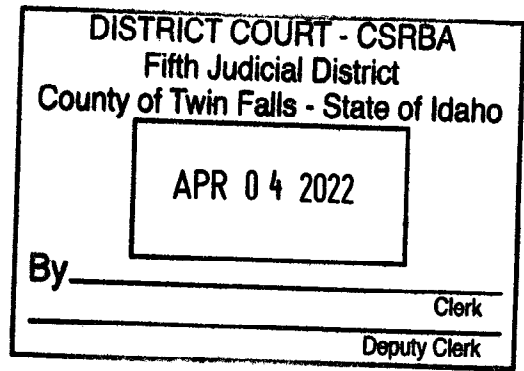 DISTRICT COURT - CSRBA
Fifth Judicial District
County of Twin Falls - State of Idaho
APR 04 2022
By
Clerk
Deputy Clerk